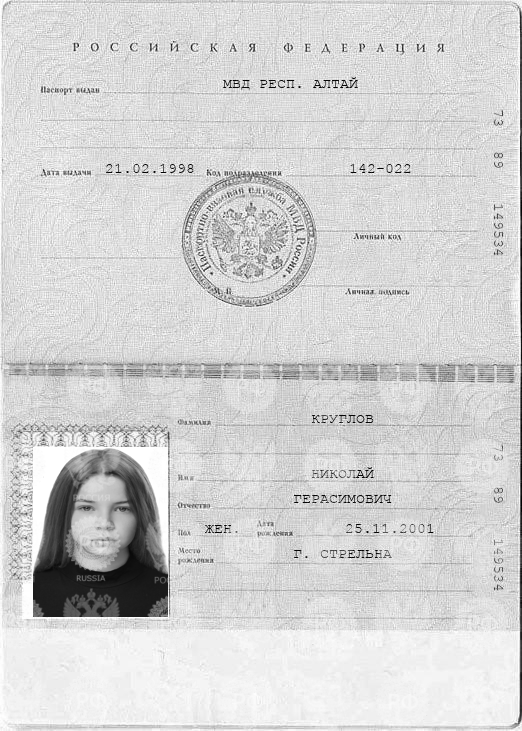 РОССИЙСКАЯ ФЕДЕРАЦИЯ
Паспорт выдан МВД РЕСП. АЛТАЙ
Дата выдачи 21.02.1998 Код подразделения 142-022
73 89 149534
Паспортно-визовая служба МВД России
Личный код
М.П. Личная подпись
Фамилия КРУГЛОВ
Имя НИКОЛАЙ
Отчество ГЕРАСИМОВИЧ
Пол ЖЕН. Дата рождения 25.11.2001
Место рождения Г. СТРЕЛЬНА
73 89 149534
RUSSIA